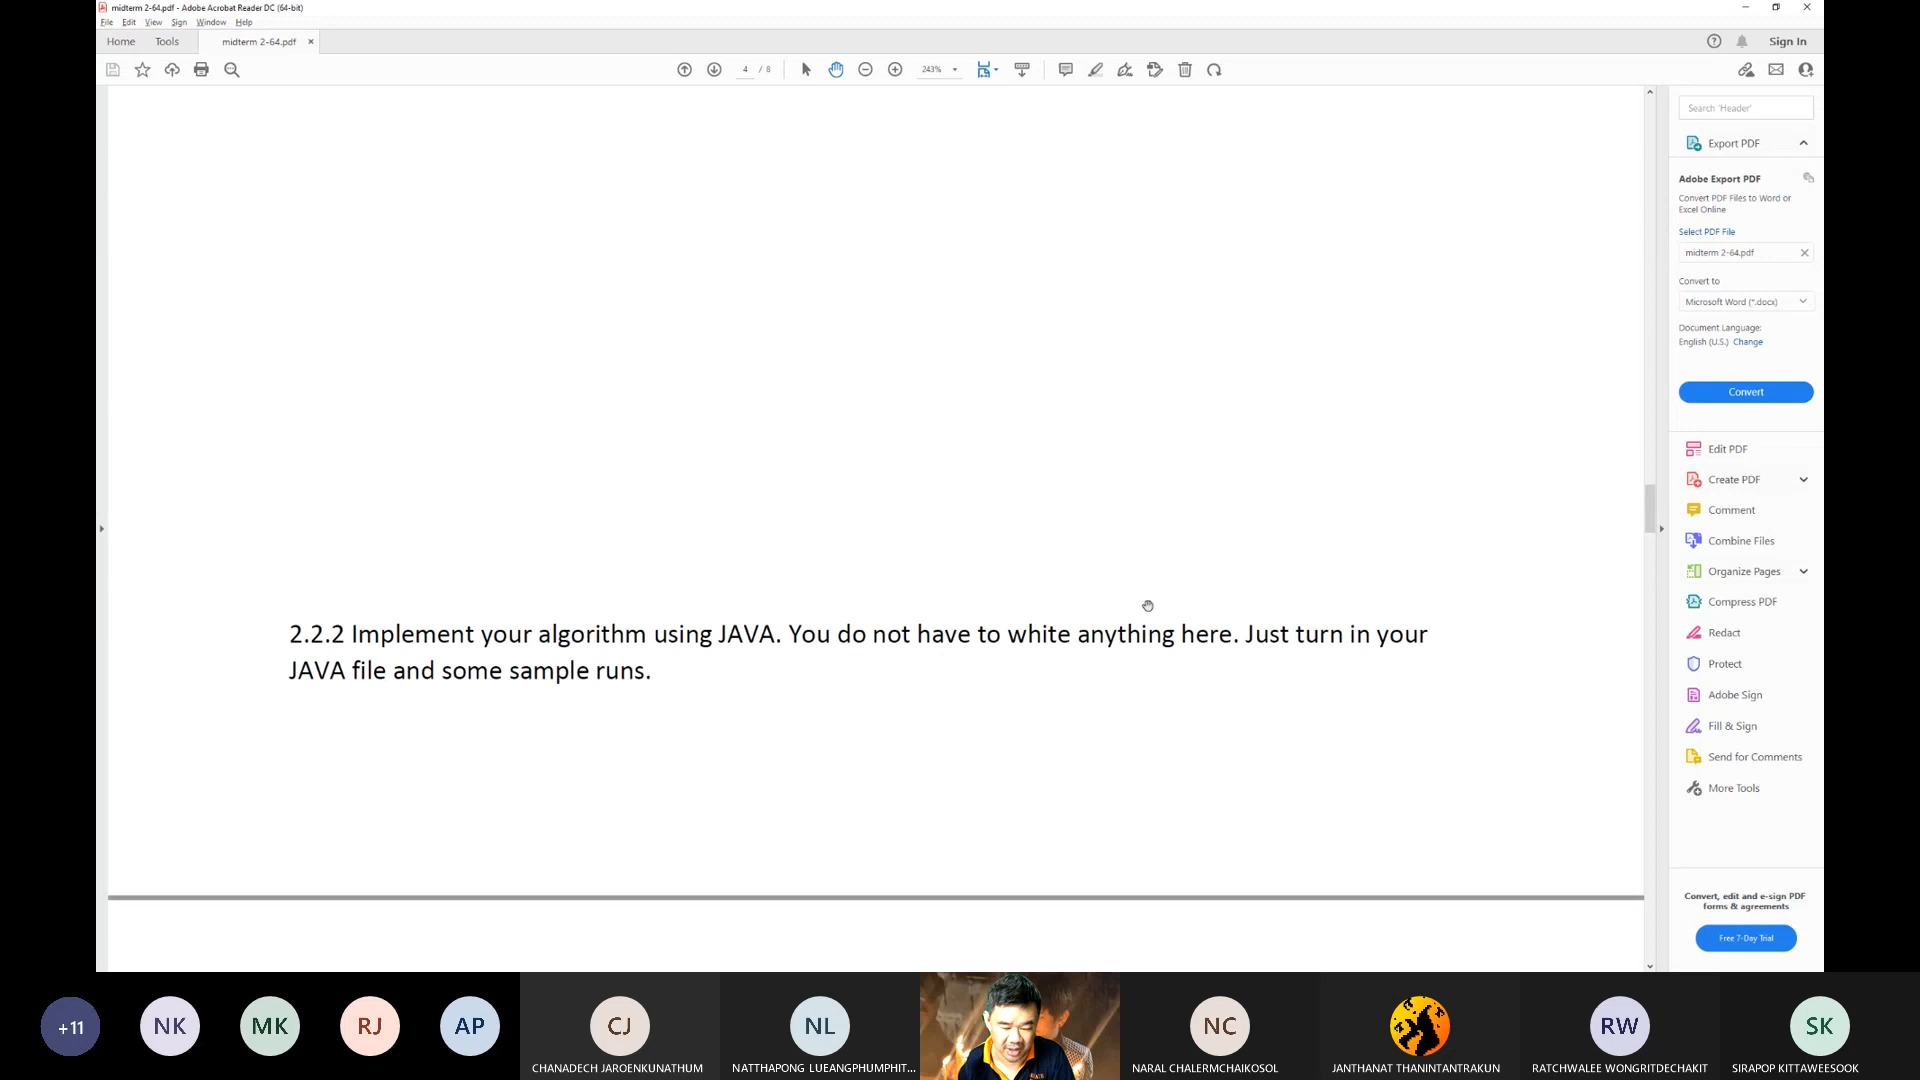 midterm 2-64.pdf - Adobe Acrobat Reader DC (64-bit)
File Edit View Sign Window Help
Home Tools midterm 2-64.pdf × Sign In
4 / 8 243%
Search 'Header'
Export PDF
Adobe Export PDF
Convert PDF Files to Word or
Excel Online
Select PDF File
midterm 2-64.pdf
Convert to
Microsoft Word (*.docx)
Document Language:
English (U.S.) Change
Convert
Edit PDF
Create PDF
Comment
Combine Files
Organize Pages
Compress PDF
Redact
Protect
Adobe Sign
Fill & Sign
Send for Comments
More Tools
Convert, edit and e-sign PDF
forms & agreements
Free 7-Day Trial
2.2.2 Implement your algorithm using JAVA. You do not have to white anything here. Just turn in your
JAVA file and some sample runs.
+11 NK MK RJ AP CJ NL NC RW SK
CHANADECH JAROENKUNATHUM NATTHAPONG LUEANGPHUMPHIT... NARAL CHALERMCHAIKOSOL JANTHANAT THANINTANTRAKUN RATCHWALEE WONGRITDECHAKIT SIRAPOP KITTAWEESOOK